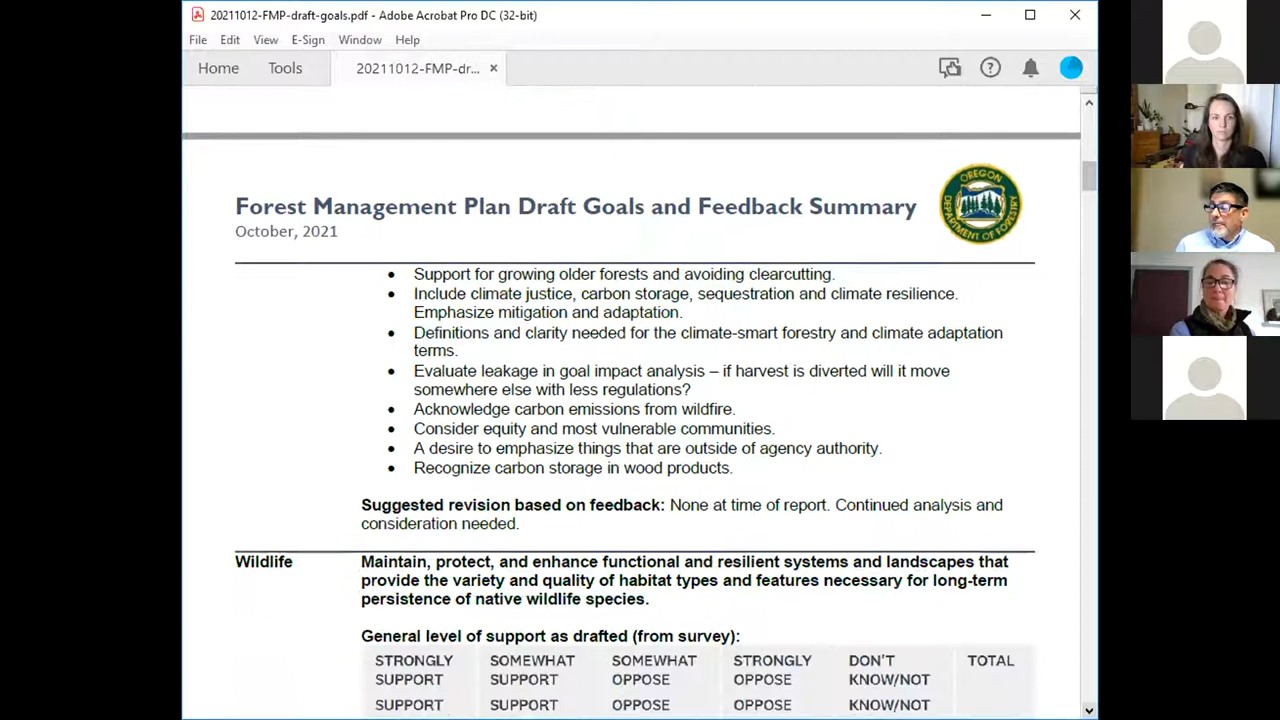 20211012-FMP-draft-goals.pdf - Adobe Acrobat Pro DC (32-bit)
File Edit View E-Sign Window Help
Home Tools 20211012-FMP-dr... ×
Forest Management Plan Draft Goals and Feedback Summary
October, 2021
OREGON
DEPARTMENT OF FORESTRY
• Support for growing older forests and avoiding clearcutting.
• Include climate justice, carbon storage, sequestration and climate resilience.
Emphasize mitigation and adaptation.
• Definitions and clarity needed for the climate-smart forestry and climate adaptation
terms.
• Evaluate leakage in goal impact analysis – if harvest is diverted will it move
somewhere else with less regulations?
• Acknowledge carbon emissions from wildfire.
• Consider equity and most vulnerable communities.
• A desire to emphasize things that are outside of agency authority.
• Recognize carbon storage in wood products.
Suggested revision based on feedback: None at time of report. Continued analysis and
consideration needed.
Wildlife Maintain, protect, and enhance functional and resilient systems and landscapes that
provide the variety and quality of habitat types and features necessary for long-term
persistence of native wildlife species.
General level of support as drafted (from survey):
STRONGLY SOMEWHAT SOMEWHAT STRONGLY DON'T TOTAL
SUPPORT SUPPORT OPPOSE OPPOSE KNOW/NOT
SUPPORT SUPPORT OPPOSE OPPOSE KNOW/NOT